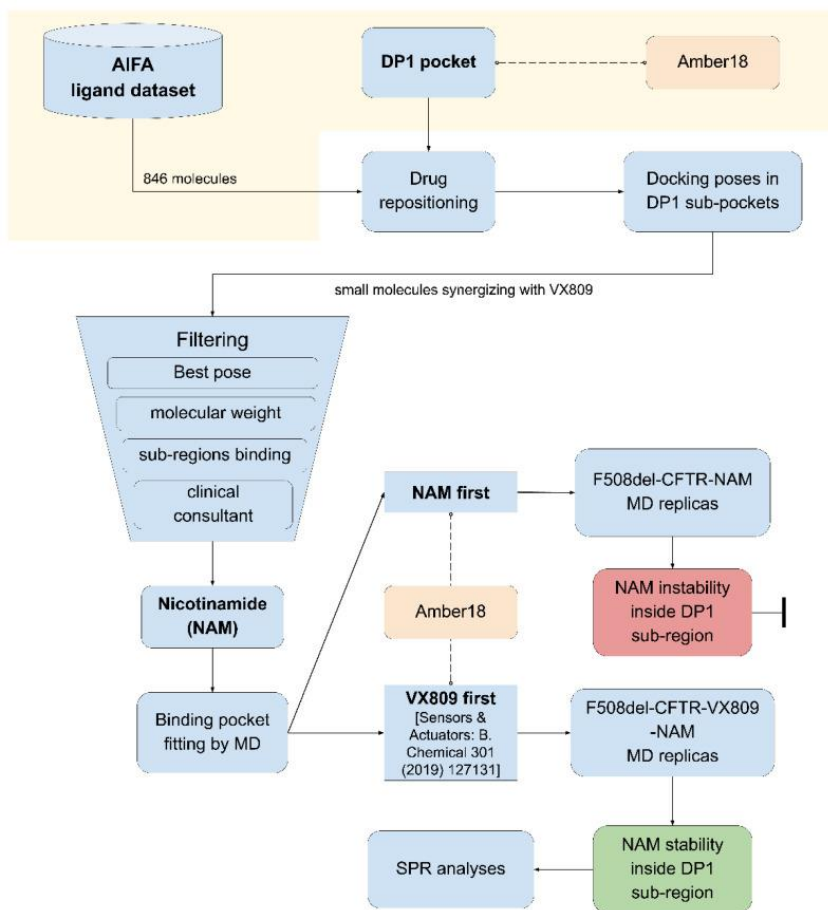 AIFA
ligand dataset
DP1 pocket
Amber18
846 molecules
Drug
repositioning
Docking poses in
DP1 sub-pockets
small molecules synergizing with VX809
Filtering
Best pose
molecular weight
sub-regions binding
clinical
consultant
NAM first
F508del-CFTR-NAM
MD replicas
Nicotinamide
(NAM)
Amber18
NAM instability
inside DP1
sub-region
Binding pocket
fitting by MD
VX809 first
[Sensors &
Actuators: B.
Chemical 301
(2019) 127131]
F508del-CFTR-VX809
-NAM
MD replicas
SPR analyses
NAM stability
inside DP1
sub-region